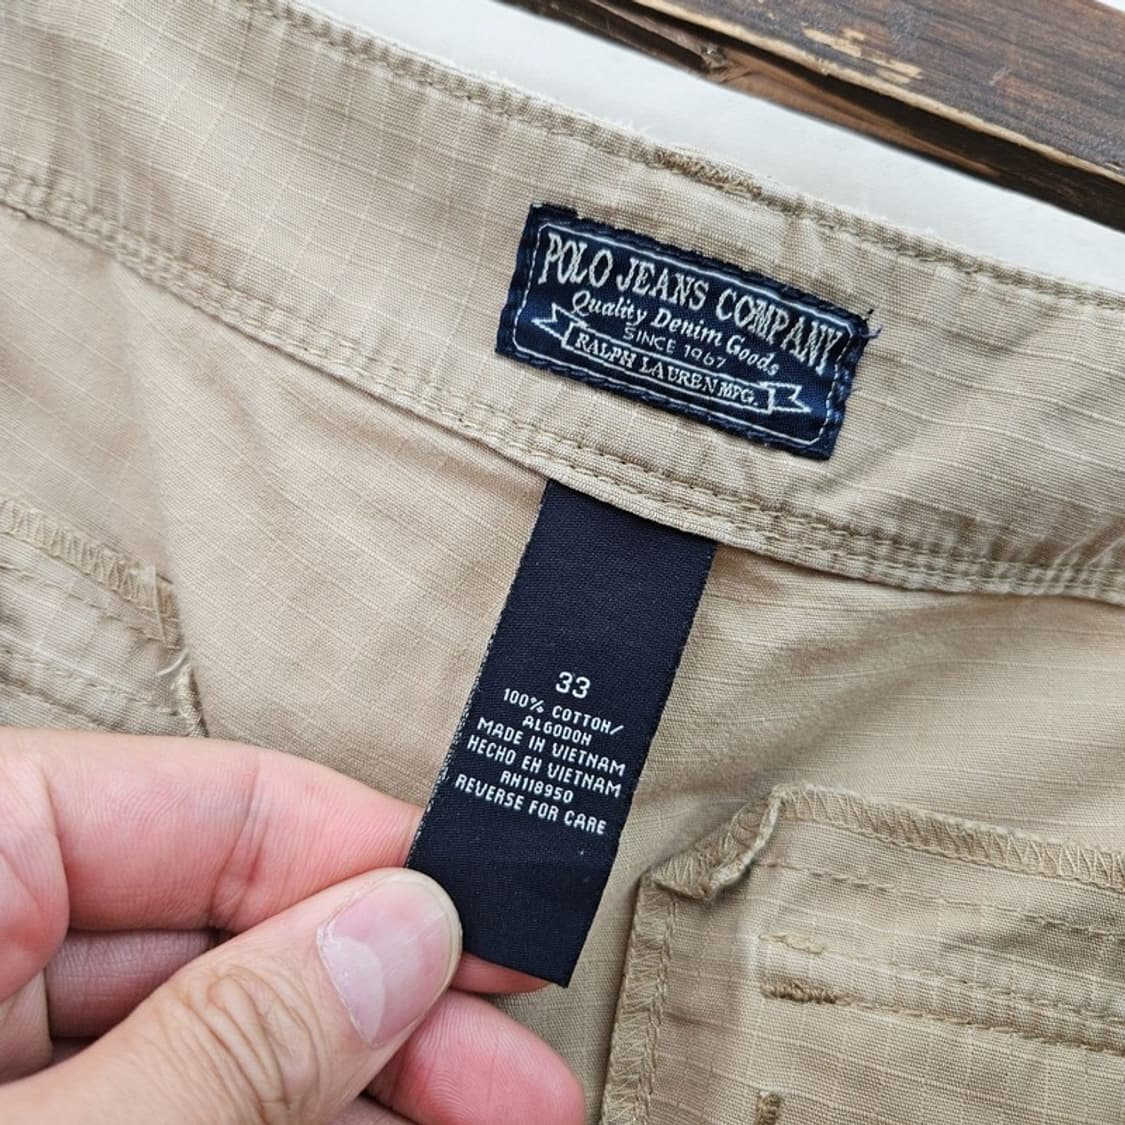 POLO JEANS COMPANY
Quality Denim Goods
SINCE 1967
RALPH LAUREN MFG.
33
100% COTTON/
ALGODON
MADE IN VIETNAM
HECHO EN VIETNAM
RN118950
REVERSE FOR CARE